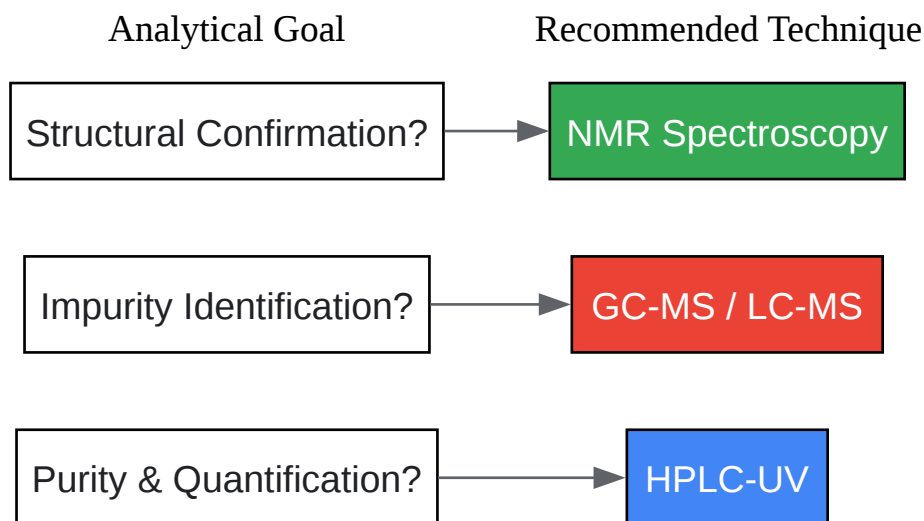 Analytical Goal Recommended Technique
Structural Confirmation? NMR Spectroscopy
Impurity Identification? GC-MS / LC-MS
Purity & Quantification? HPLC-UV